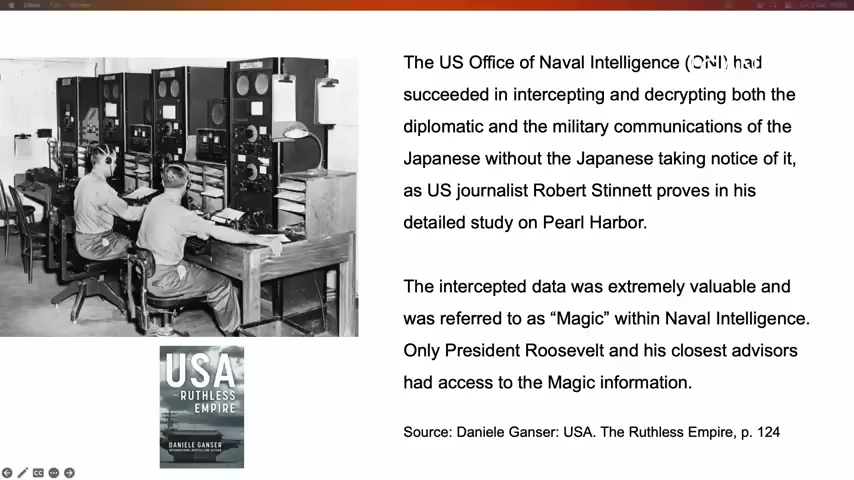 The US Office of Naval Intelligence (ONI) had
succeeded in intercepting and decrypting both the
diplomatic and the military communications of the
Japanese without the Japanese taking notice of it,
as US journalist Robert Stinnett proves in his
detailed study on Pearl Harbor.
The intercepted data was extremely valuable and
was referred to as “Magic” within Naval Intelligence.
Only President Roosevelt and his closest advisors
had access to the Magic information.
Source: Daniele Ganser: USA. The Ruthless Empire, p. 124
USA
THE RUTHLESS
EMPIRE
DANIELE GANSER
INTERNATIONAL BESTSELLING AUTHOR
CC